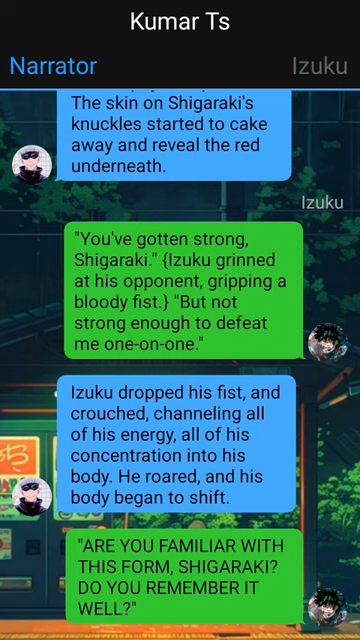 Kumar Ts
Narrator
Izuku
The skin on Shigaraki's
knuckles started to cake
away and reveal the red
underneath.
Izuku
"You've gotten strong,
Shigaraki." {Izuku grinned
at his opponent, gripping a
bloody fist.} "But not
strong enough to defeat
me one-on-one."
Izuku dropped his fist, and
crouched, channeling all
of his energy, all of his
concentration into his
body. He roared, and his
body began to shift.
"ARE YOU FAMILIAR WITH
THIS FORM, SHIGARAKI?
DO YOU REMEMBER IT
WELL?"